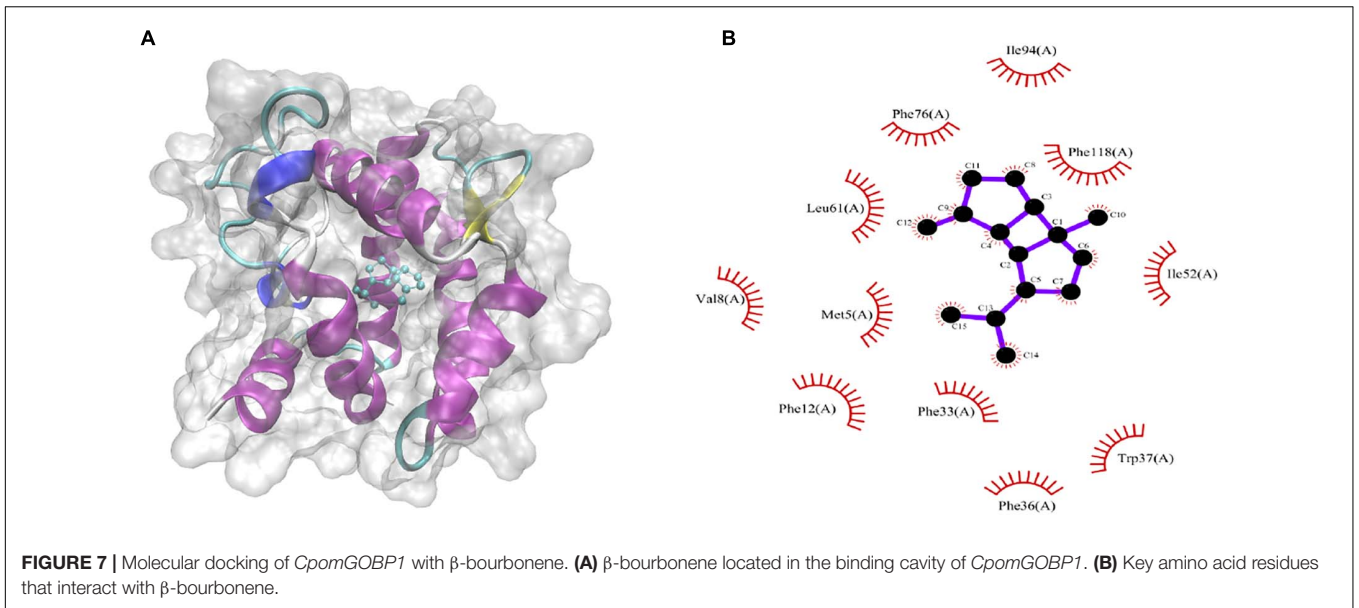 A
B
Ile94(A)
Phe76(A)
Phe118(A)
C11
C8
Leu61(A)
C3
C12
C9
C10
C1
C4
C6
C2
Ile52(A)
Val8(A)
C5
C7
Met5(A)
C13
C15
C14
Phe12(A)
Phe33(A)
Trp37(A)
Phe36(A)
FIGURE 7 | Molecular docking of CpomGOBP1 with β-bourbonene. (A) β-bourbonene located in the binding cavity of CpomGOBP1. (B) Key amino acid residues
that interact with β-bourbonene.